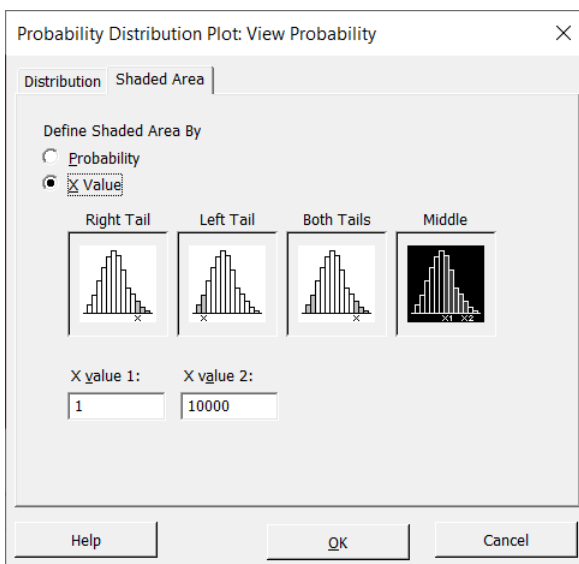 Probability Distribution Plot: View Probability
Distribution Shaded Area
Define Shaded Area By
Probability
X Value
Right Tail Left Tail Both Tails Middle
X X X X1 X2
X value 1: X value 2:
1 10000
Help OK Cancel